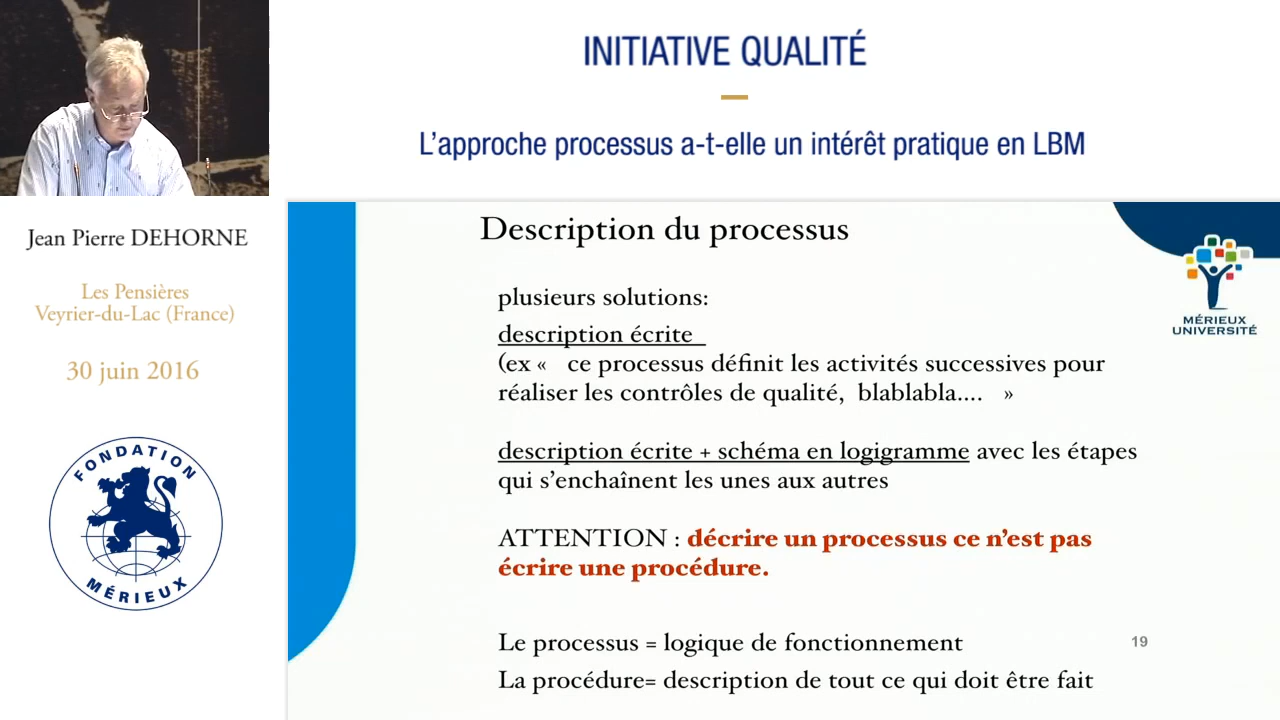 INITIATIVE QUALITÉ
L'approche processus a-t-elle un intérêt pratique en LBM
Jean Pierre DEHORNE
Les Pensières
Veyrier-du-Lac (France)
30 juin 2016
FONDATION
MÉRIEUX
Description du processus
MÉRIEUX
UNIVERSITÉ
plusieurs solutions:
description écrite
(ex « ce processus définit les activités successives pour
réaliser les contrôles de qualité, blablabla.... »
description écrite + schéma en logigramme avec les étapes
qui s'enchaînent les unes aux autres
ATTENTION : décrire un processus ce n'est pas
écrire une procédure.
Le processus = logique de fonctionnement
19
La procédure= description de tout ce qui doit être fait